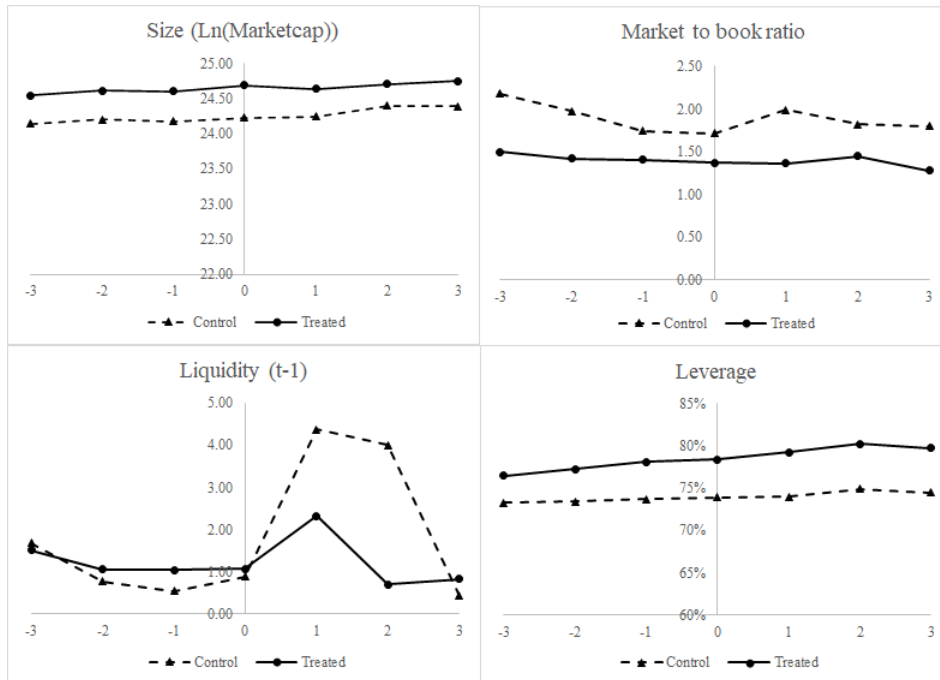 Size (Ln(Marketcap))
25.00
24.50
24.00
23.50
23.00
22.50
22.00
-3 -2 -1 0 1 2 3
Control Treated
Market to book ratio
2.50
2.00
1.50
1.00
0.50
0.00
-3 -2 -1 0 1 2 3
Control Treated
Liquidity (t-1)
5.00
4.00
3.00
2.00
1.00
0.00
-3 -2 -1 0 1 2 3
Control Treated
Leverage
85%
80%
75%
70%
65%
60%
-3 -2 -1 0 1 2 3
Control Treated